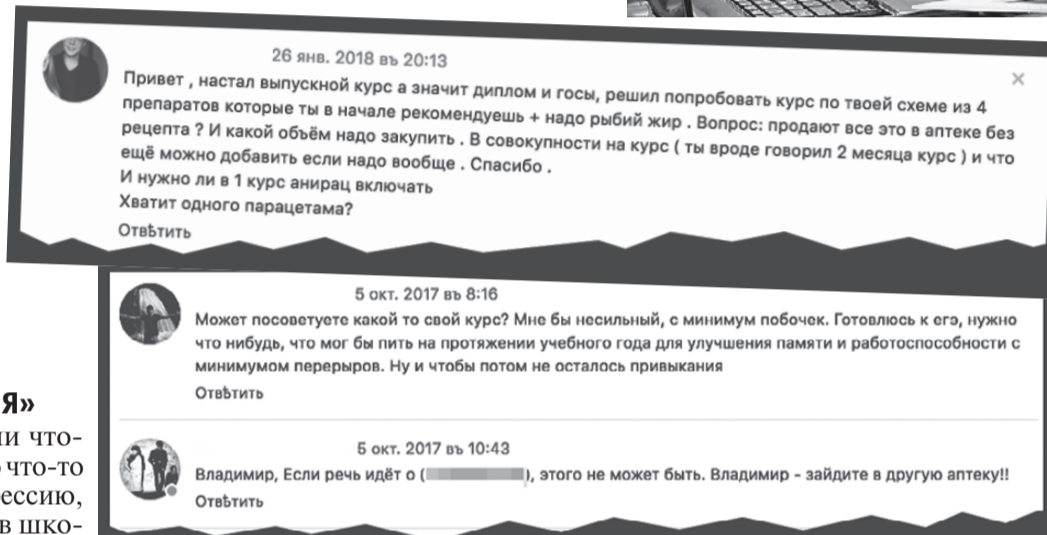 26 янв. 2018 въ 20:13
Привет , настал выпускной курс а значит диплом и госы, решил попробовать курс по твоей схеме из 4
препаратов которые ты в начале рекомендуешь + надо рыбий жир . Вопрос: продают все это в аптеке без
рецепта ? И какой объём надо закупить . В совокупности на курс ( ты вроде говорил 2 месяца курс ) и что
ещё можно добавить если надо вообще . Спасибо .
И нужно ли в 1 курс анирац включать
Хватит одного парацетама?
Отвѣтить
5 окт. 2017 въ 8:16
Может посоветуете какой то свой курс? Мне бы несильный, с минимум побочек. Готовлюсь к егэ, нужно
что нибудь, что мог бы пить на протяжении учебного года для улучшения памяти и работоспособности с
минимумом перерыров. Ну и чтобы потом не осталось привыкания
Отвѣтить
5 окт. 2017 въ 10:43
Владимир, Если речь идёт о ( ), этого не может быть. Владимир - зайдите в другую аптеку!!
Отвѣтить
Я»
ли что-
о что-то
рессию,
в шко-